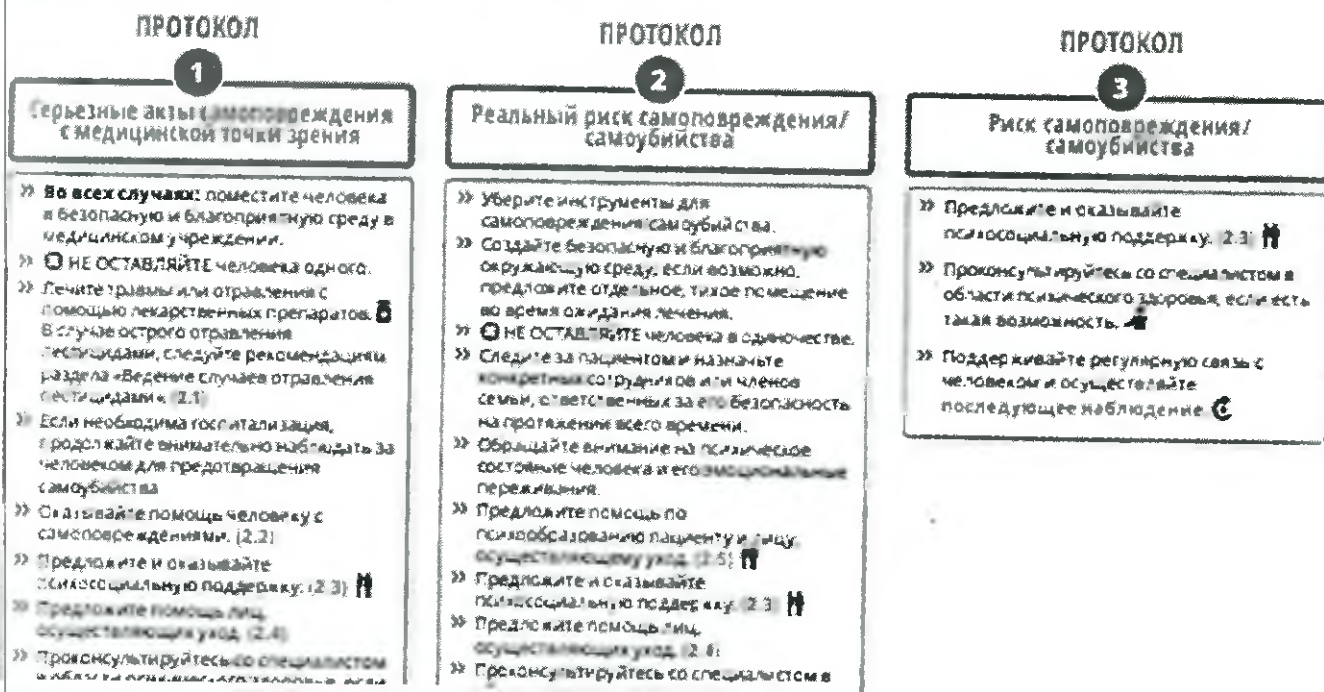 ПРОТОКОЛ
1
Серьезные акты самоповреждения
с медицинской точки зрения
» Во всех случаях: поместите человека
в безопасную и благоприятную среду в
медицинском учреждении.
» НЕ ОСТАВЛЯЙТЕ человека одного.
» Лечите травмы или отравления с
помощью лекарственных препаратов.
В случае острого отравления
пестицидами, следуйте рекомендациям
раздела «Ведение случаев отравления
пестицидами» (2.1)
» Если необходима госпитализация,
продолжайте внимательно наблюдать за
человеком для предотвращения
самоубийства
» Оказывайте помощь человеку с
самоповреждениями. (2.2)
» Предложите и оказывайте
психосоциальную поддержку. (2.3)
» Предложите помощь лиц,
осуществляющих уход. (2.4)
» Проконсультируйтесь со специалистом
в области психического здоровья, если
ПРОТОКОЛ
2
Реальный риск самоповреждения/
самоубийства
» Уберите инструменты для
самоповреждения/самоубийства.
» Создайте безопасную и благоприятную
окружающую среду, если возможно,
предложите отдельное, тихое помещение
во время ожидания лечения.
» НЕ ОСТАВЛЯЙТЕ человека в одиночестве.
» Следите за пациентом и назначьте
конкретных сотрудников или членов
семьи, ответственных за его безопасность
на протяжении всего времени.
» Обращайте внимание на психическое
состояние человека и его эмоциональные
переживания.
» Предложите помощь по
психобразованию пациенту и лицу,
осуществляющему уход. (2.5)
» Предложите и оказывайте
психосоциальную поддержку. (2.3)
» Предложите помощь лиц,
осуществляющих уход. (2.4)
» Проконсультируйтесь со специалистом в
ПРОТОКОЛ
3
Риск самоповреждения/
самоубийства
» Предложите и оказывайте
психосоциальную поддержку. (2.3)
» Проконсультируйтесь со специалистом в
области психического здоровья, если есть
такая возможность.
» Поддерживайте регулярную связь с
человеком и осуществляйте
последующее наблюдение.